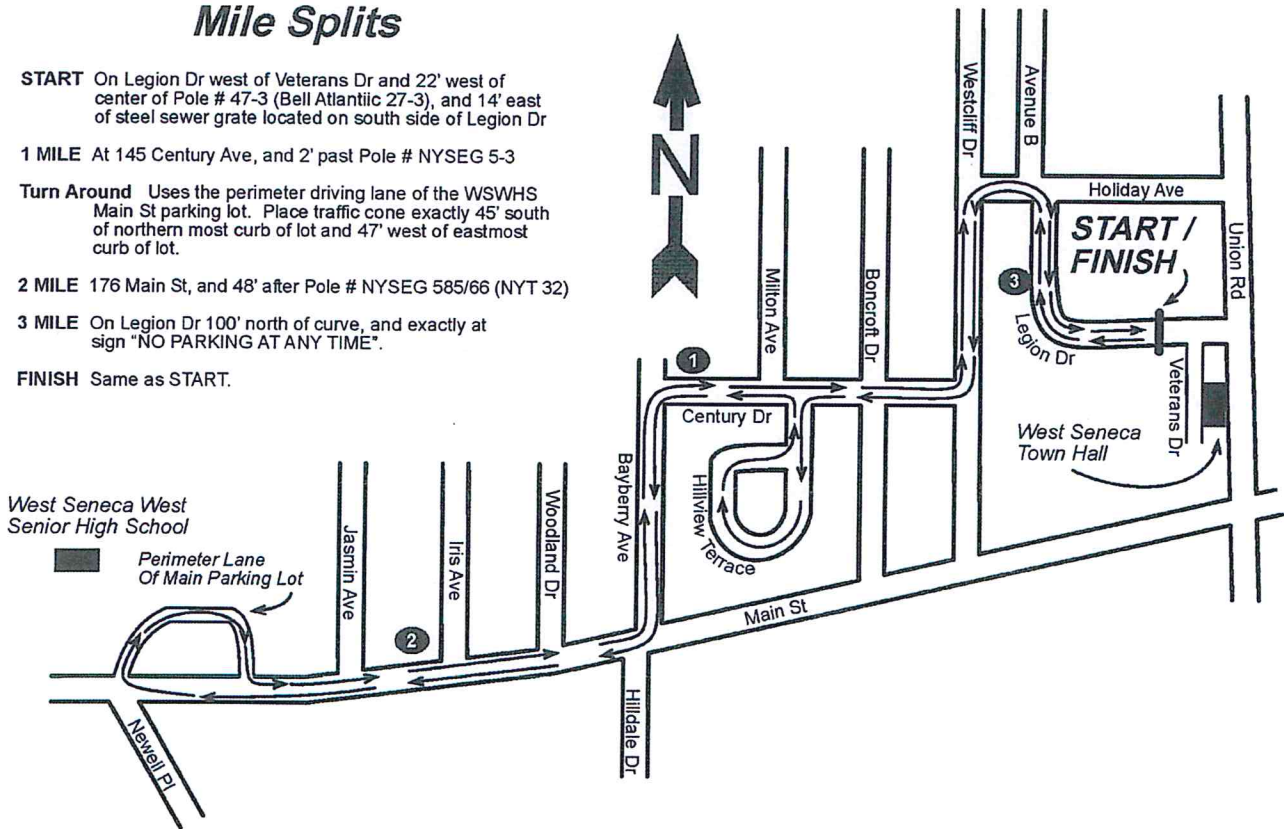 Mile Splits
START On Legion Dr west of Veterans Dr and 22' west of
center of Pole # 47-3 (Bell Atlantiic 27-3), and 14' east
of steel sewer grate located on south side of Legion Dr
1 MILE At 145 Century Ave, and 2' past Pole # NYSEG 5-3
Turn Around Uses the perimeter driving lane of the WSWHS
Main St parking lot. Place traffic cone exactly 45' south
of northern most curb of lot and 47' west of eastmost
curb of lot.
2 MILE 176 Main St, and 48' after Pole # NYSEG 585/66 (NYT 32)
3 MILE On Legion Dr 100' north of curve, and exactly at
sign "NO PARKING AT ANY TIME".
FINISH Same as START.
N
Westcliff Dr
Avenue B
Holiday Ave
START /
FINISH
Union Rd
Milton Ave
Boncroft Dr
3
Legion Dr
Veterans Dr
1
Century Dr
West Seneca
Town Hall
Bayberry Ave
Hillview Terrace
West Seneca West
Senior High School
Perimeter Lane
Of Main Parking Lot
Jasmin Ave
Iris Ave
Woodland Dr
Main St
2
Hilldale Dr
Newell Pl